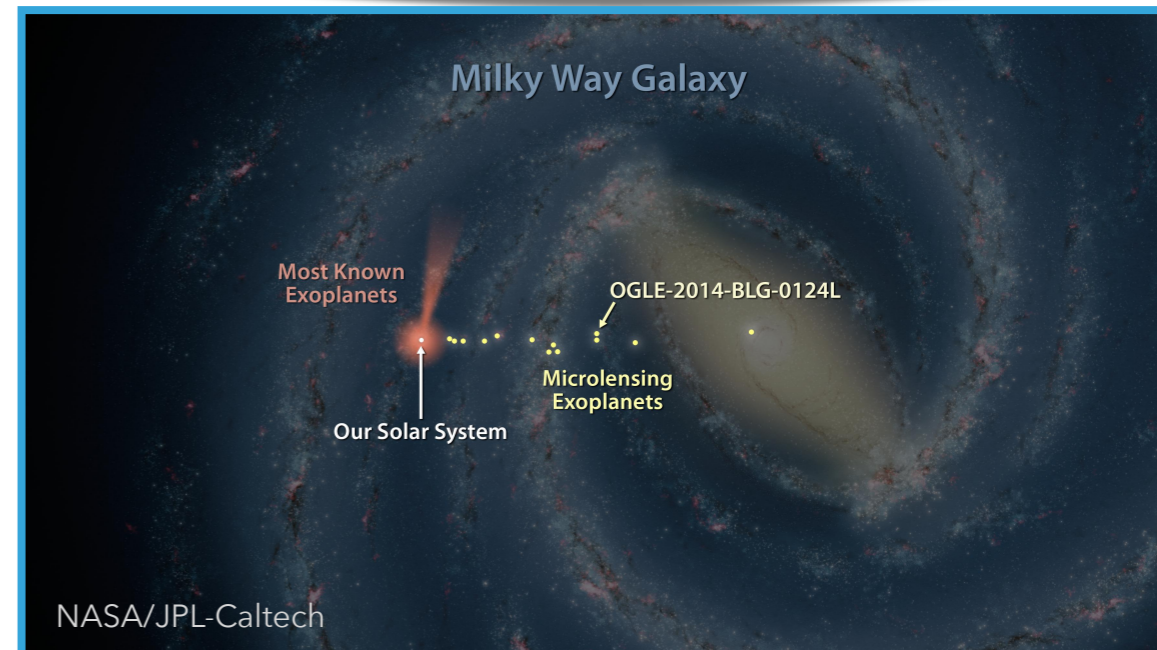 Milky Way Galaxy
Most Known
Exoplanets
OGLE-2014-BLG-0124L
Microlensing
Exoplanets
Our Solar System
NASA/JPL-Caltech